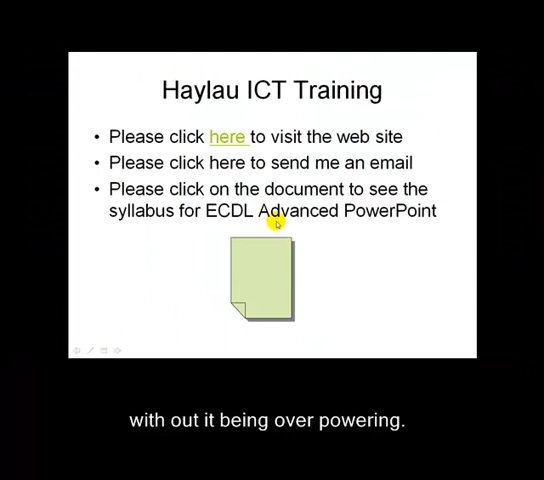 Haylau ICT Training
• Please click here to visit the web site
• Please click here to send me an email
• Please click on the document to see the
syllabus for ECDL Advanced PowerPoint
with out it being over powering.